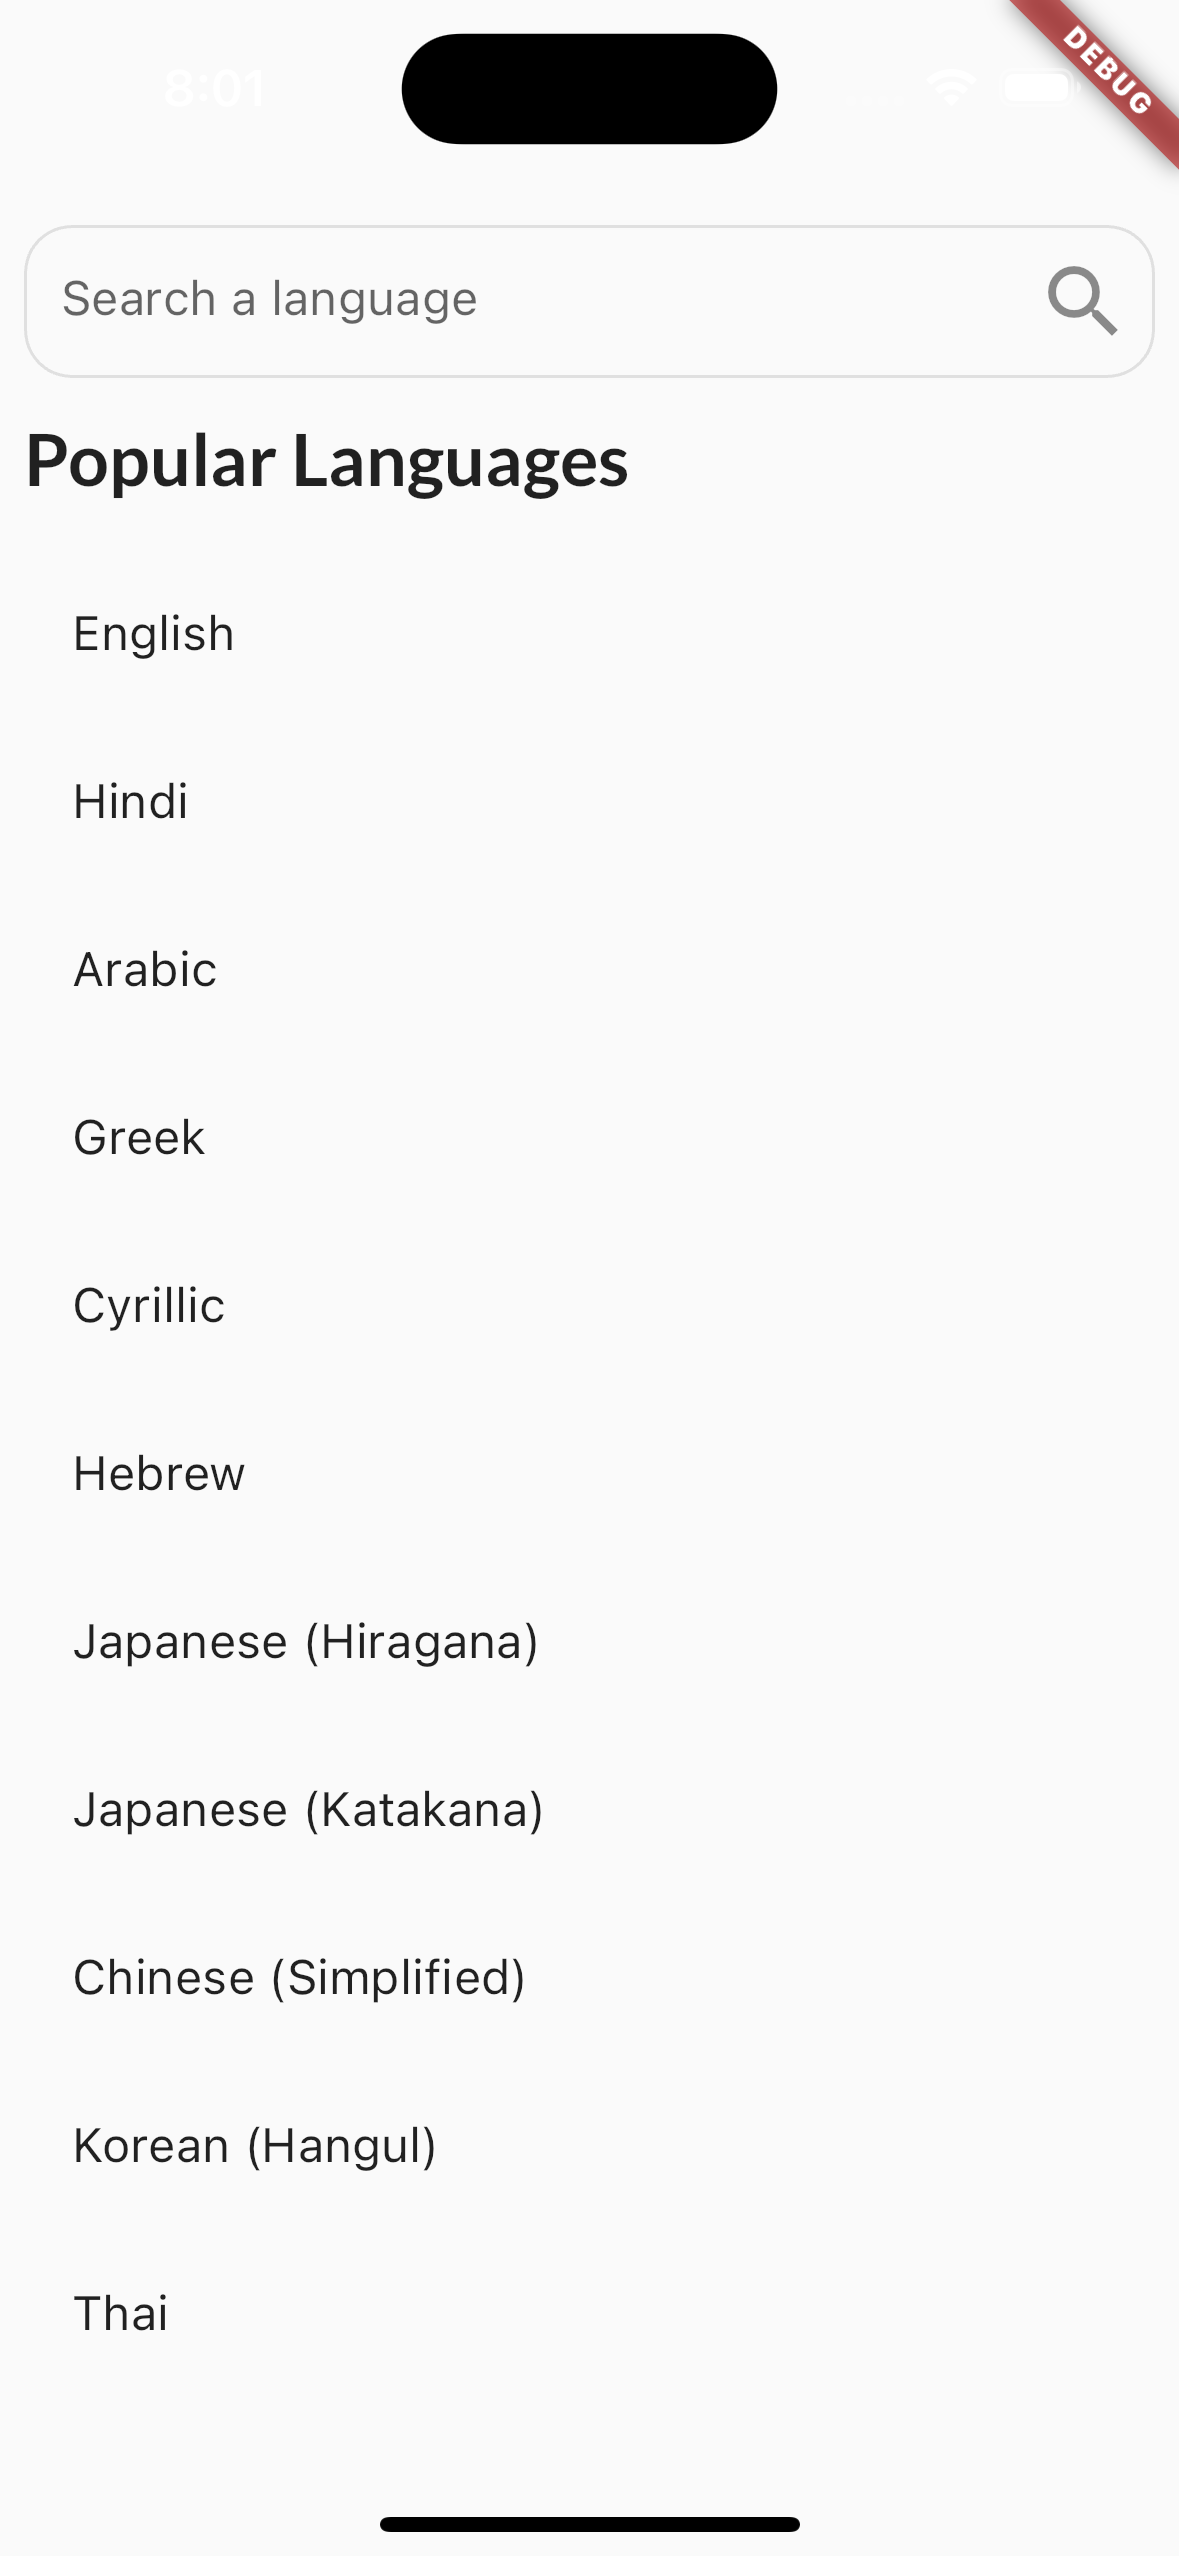 8:01
DEBUG
Search a language
Popular Languages
English
Hindi
Arabic
Greek
Cyrillic
Hebrew
Japanese (Hiragana)
Japanese (Katakana)
Chinese (Simplified)
Korean (Hangul)
Thai